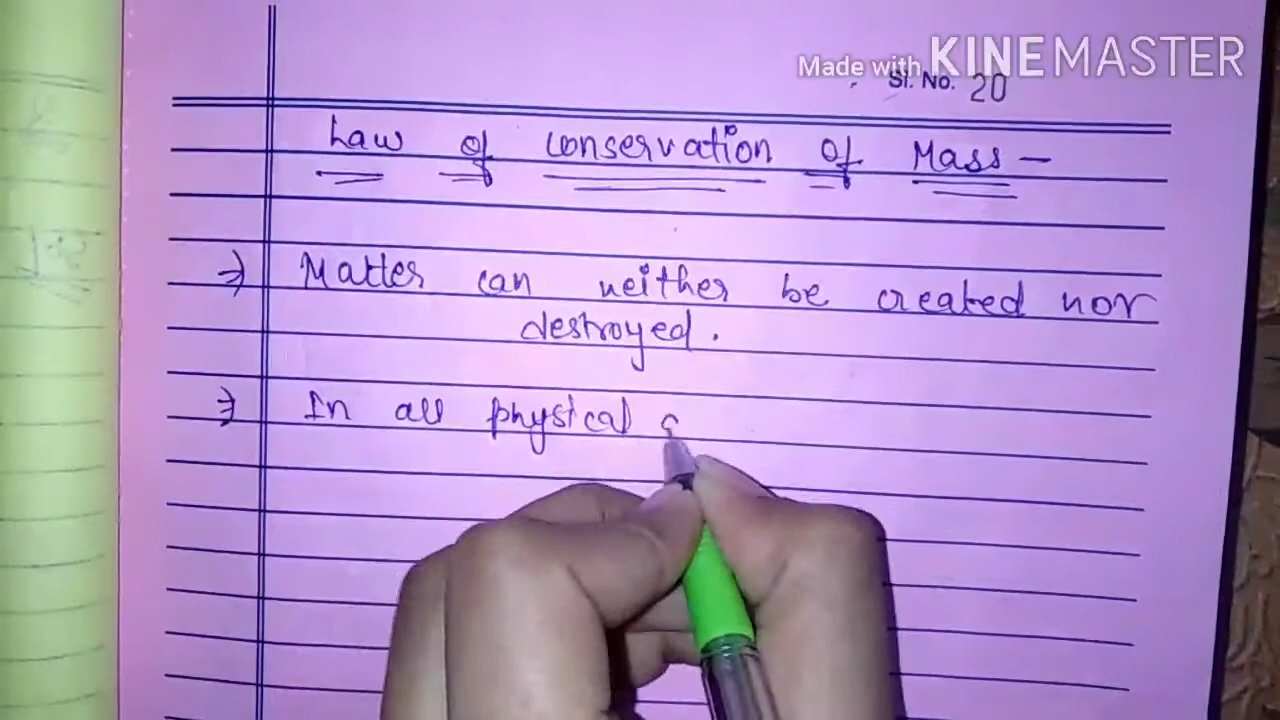 Made with KINEMASTER
Sl. No. 20
Law of Conservation of Mass -
⇒ Matter can neither be created nor
destroyed.
⇒ In all physical